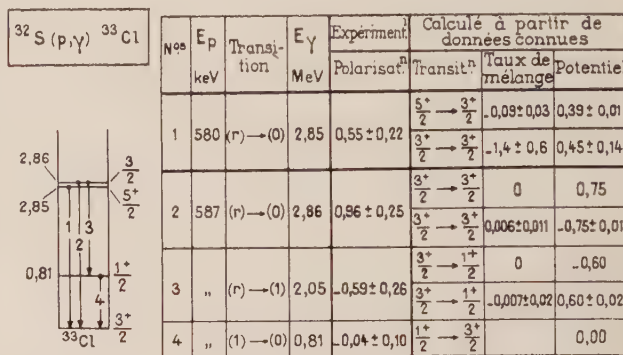 ³²S (p,γ) ³³Cl
Nos
Ep keV
Transi-
tion
Eγ MeV
Expériment.
Polarisat.n
Calculé à partir de
données connues
Transit.n
Taux de
mélange
Potentiel
1 580 (r)→(0) 2,85 0,55 ± 0,22
5/2+ → 3/2+ -0,09±0,03 0,39 ± 0,01
3/2+ → 3/2+ -1,4 ± 0,6 0,45 ± 0,14
2 587 (r)→(0) 2,86 0,96 ± 0,25
3/2+ → 3/2+ 0 0,75
3/2- → 3/2+ 0,006±0,011 -0,75±0,01
3 " (r)→(1) 2,05 -0,59± 0,26
3/2+ → 1/2+ 0 -0,60
3/2- → 1/2+ -0,007±0,02 0,60 ± 0,02
4 " (1)→(0) 0,81 -0,04 ± 0,10
1/2+ → 3/2+ 0,00
2,86 3/2
2,85 5/2+
1 2 3
0,81 1/2+
4
³³Cl 3/2+